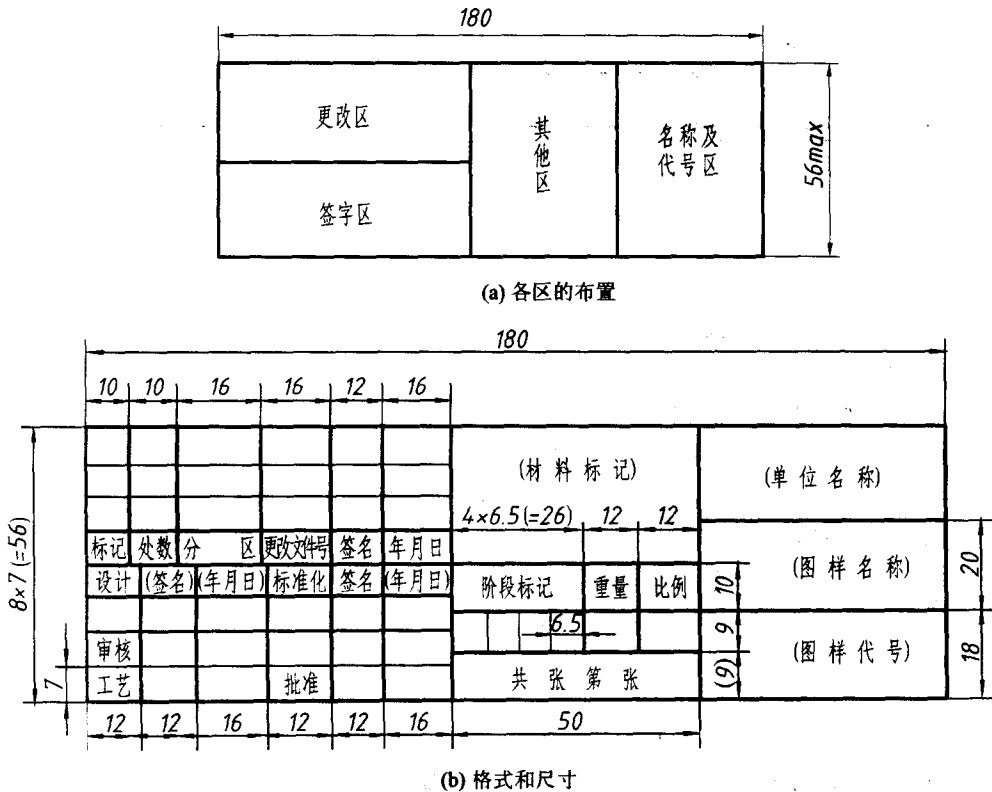 180
更改区
签字区
其他区
名称及
代号区
56max
(a) 各区的布置
180
10 10 16 16 12 16
(材料标记)
(单位名称)
4×6.5(=26) 12 12
标记 处数 分 区 更改文件号 签名 年月日
设计 (签名) (年月日) 标准化 签名 (年月日)
阶段标记 重量 比例 10
(图样名称) 20
6.5 9
审核
(图样代号) 18
工艺 批准
共 张 第 张 (9)
8×7(=56)
7
12 12 16 12 12 16 50
(b) 格式和尺寸